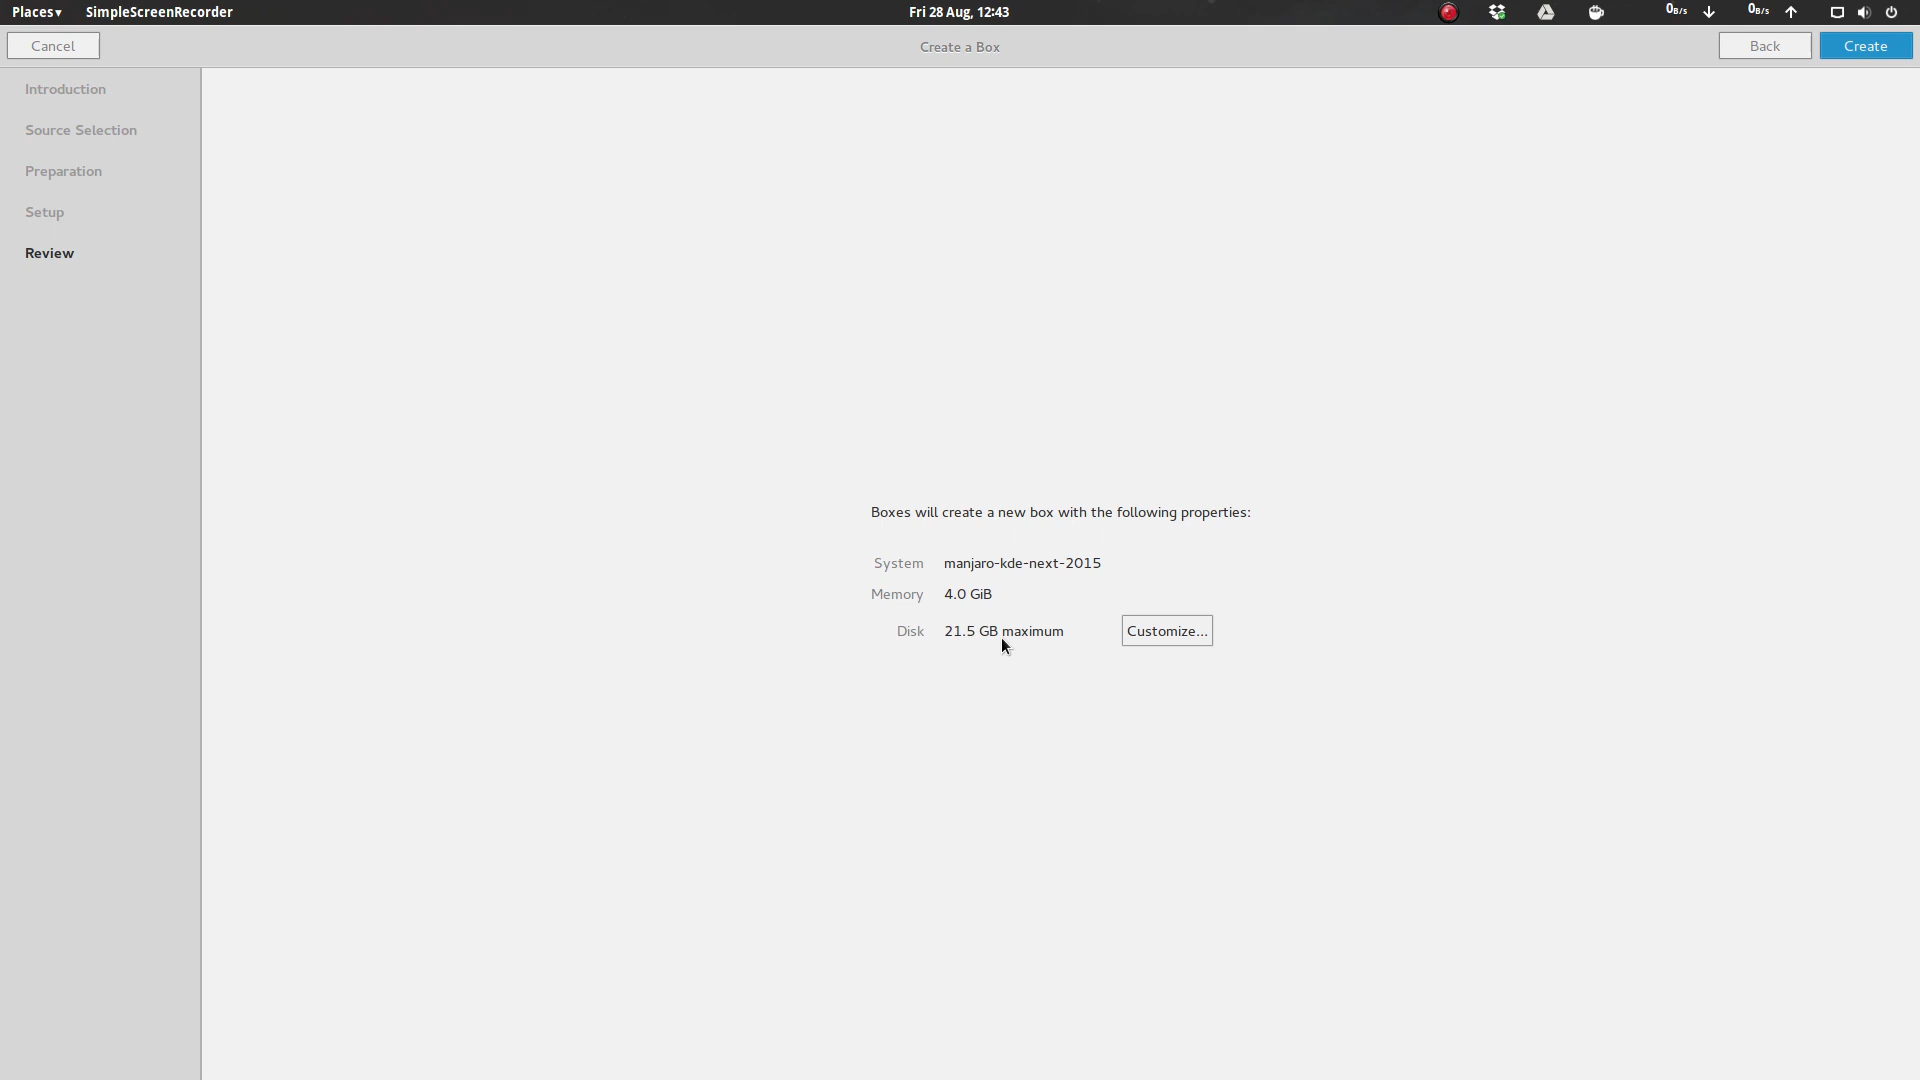 Places▾ SimpleScreenRecorder Fri 28 Aug, 12:43 0B/s 0B/s
Cancel Create a Box Back Create
Introduction
Source Selection
Preparation
Setup
Review
Boxes will create a new box with the following properties:
System manjaro-kde-next-2015
Memory 4.0 GiB
Disk 21.5 GB maximum Customize...